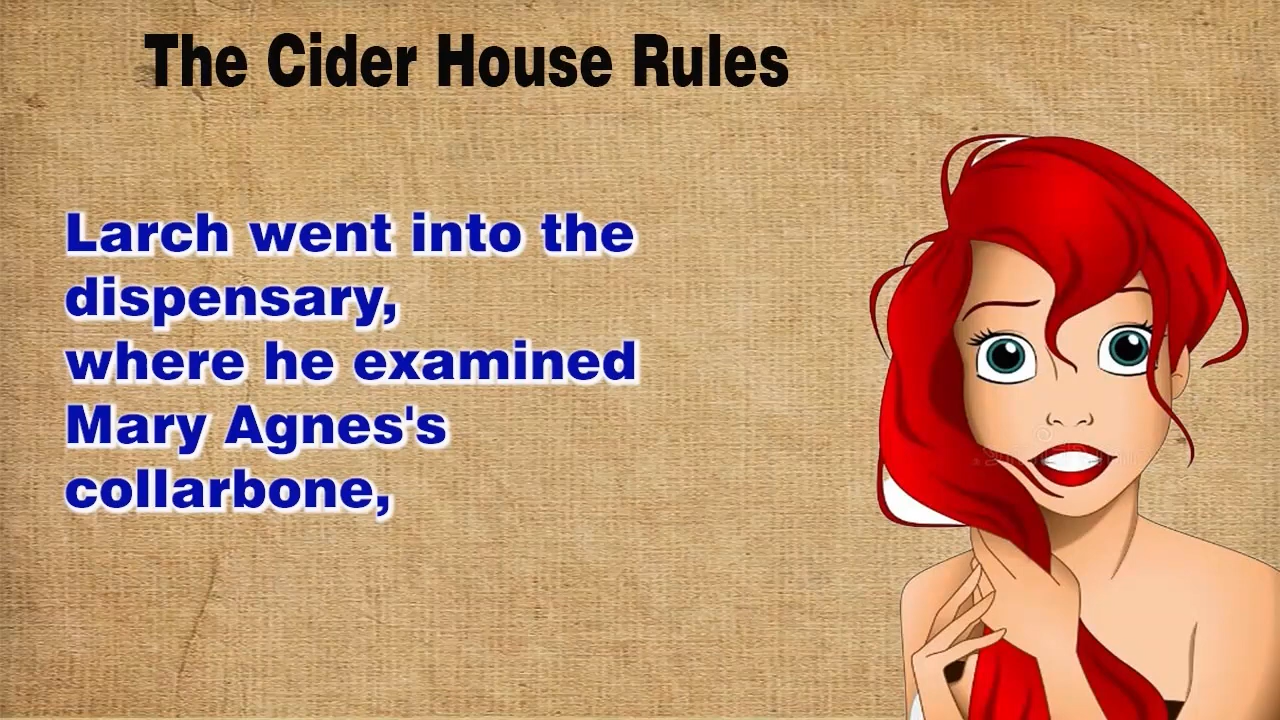 The Cider House Rules
Larch went into the
dispensary,
where he examined
Mary Agnes's
collarbone,